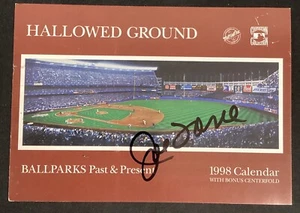 HALLOWED GROUND
BALLPARKS Past & Present
1998 Calendar
WITH BONUS CENTERFOLD